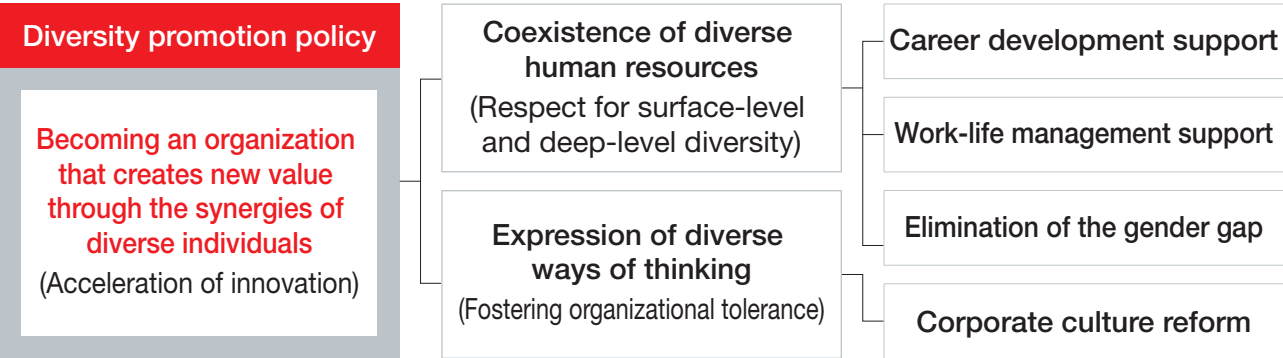 Diversity promotion policy
Becoming an organization
that creates new value
through the synergies of
diverse individuals
(Acceleration of innovation)
Coexistence of diverse
human resources
(Respect for surface-level
and deep-level diversity)
Expression of diverse
ways of thinking
(Fostering organizational tolerance)
Career development support
Work-life management support
Elimination of the gender gap
Corporate culture reform